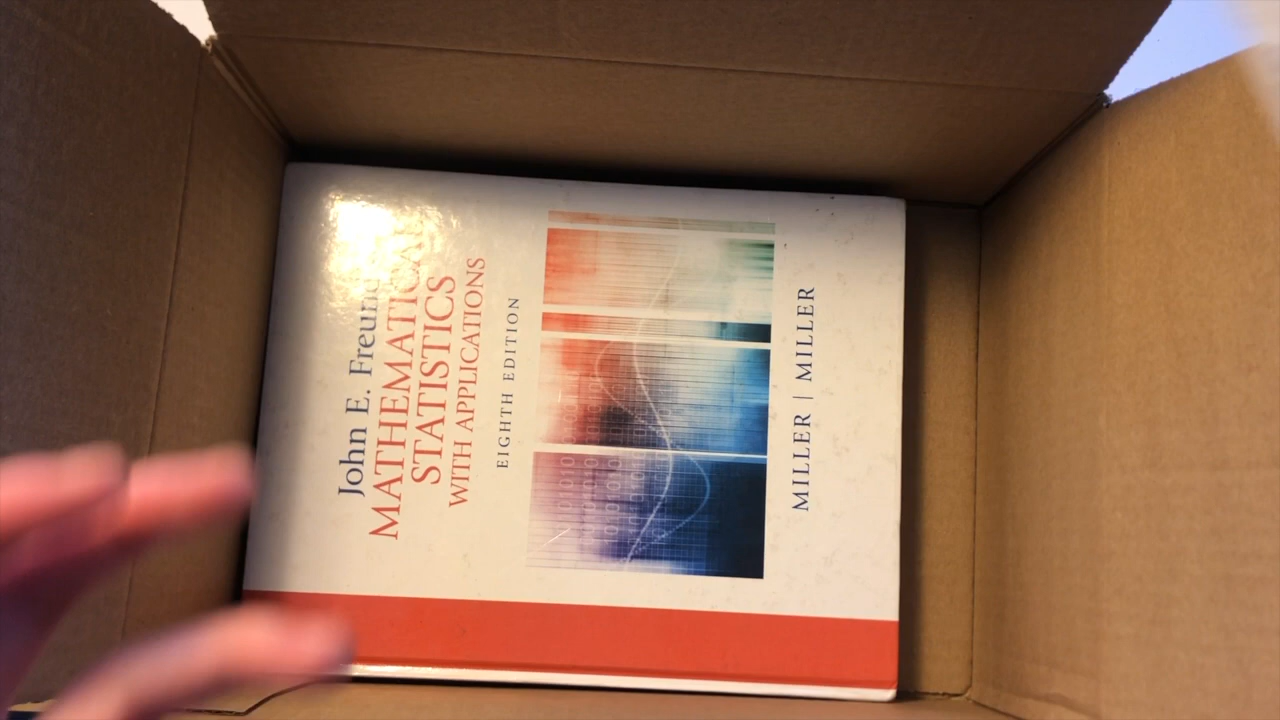 John E. Freund
MATHEMATICAL
STATISTICS
WITH APPLICATIONS
EIGHTH EDITION
MILLER | MILLER